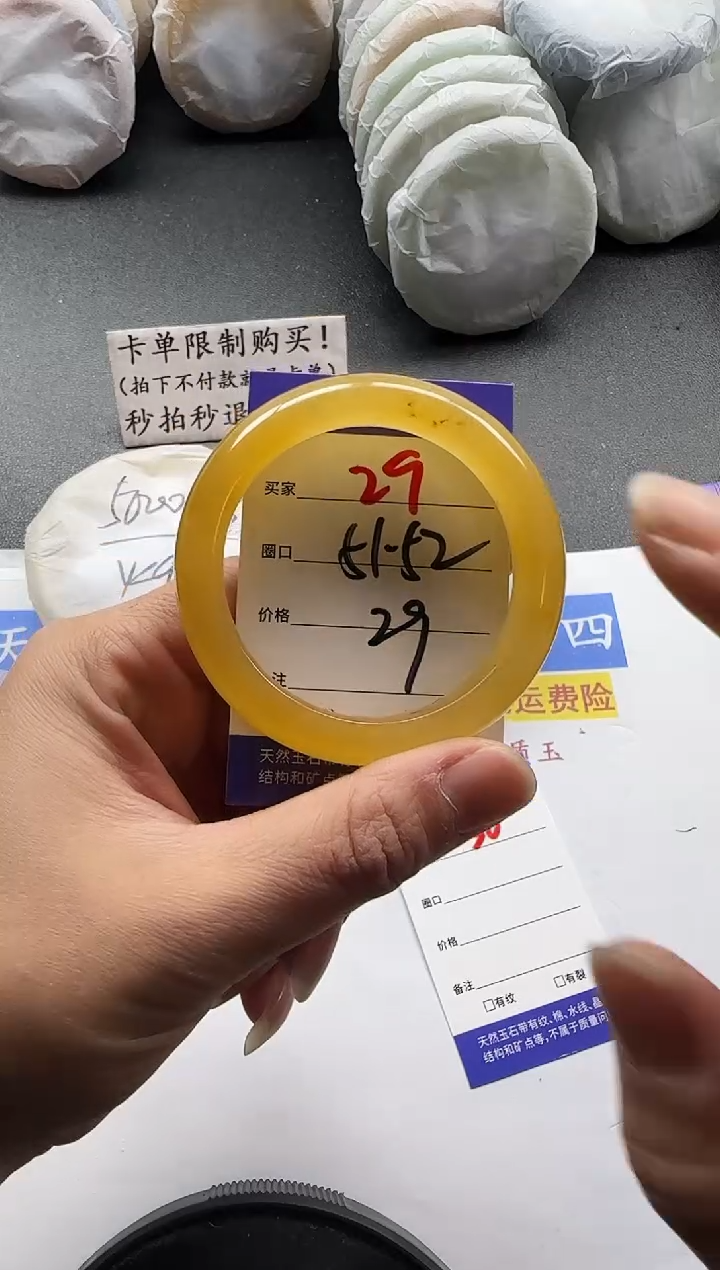 卡单限制购买!
(拍下不付款
秒拍秒退
买家 29
圈口 51-52
价格 29
注
天然玉石带
结构和矿点
四
运费险
质玉
圈口
价格
备注
□有纹 □有裂
天然玉石带有纹、棉、水线、晶
结构和矿点等,不属于质量问